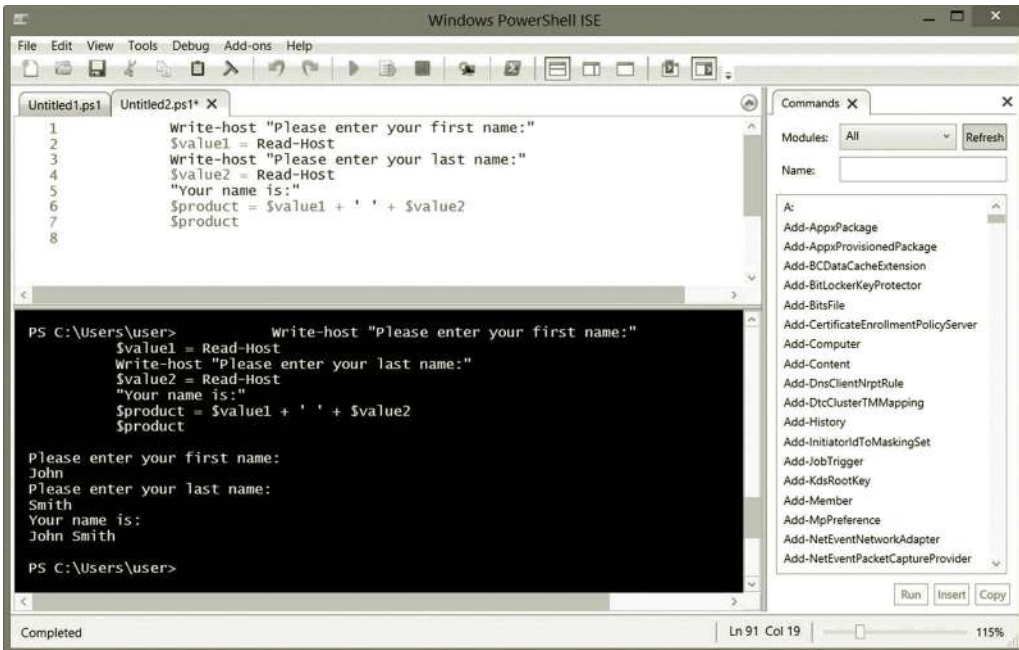 Windows PowerShell ISE
File Edit View Tools Debug Add-ons Help
Untitled1.ps1 Untitled2.ps1* X
1 Write-host "Please enter your first name:"
2 $value1 = Read-Host
3 Write-host "Please enter your last name:"
4 $value2 = Read-Host
5 "Your name is:"
6 $product = $value1 + ' ' + $value2
7 $product
8
PS C:\Users\user> Write-host "Please enter your first name:"
$value1 = Read-Host
Write-host "Please enter your last name:"
$value2 = Read-Host
"Your name is:"
$product = $value1 + ' ' + $value2
$product
Please enter your first name:
John
Please enter your last name:
Smith
Your name is:
John Smith
PS C:\Users\user>
Commands X
Modules: All Refresh
Name:
A:
Add-AppxPackage
Add-AppxProvisionedPackage
Add-BCDataCacheExtension
Add-BitLockerKeyProtector
Add-BitsFile
Add-CertificateEnrollmentPolicyServer
Add-Computer
Add-Content
Add-DnsClientNrptRule
Add-DtcClusterTMMapping
Add-History
Add-InitiatorIdToMaskingSet
Add-JobTrigger
Add-KdsRootKey
Add-Member
Add-MpPreference
Add-NetEventNetworkAdapter
Add-NetEventPacketCaptureProvider
Run Insert Copy
Completed Ln 91 Col 19 115%